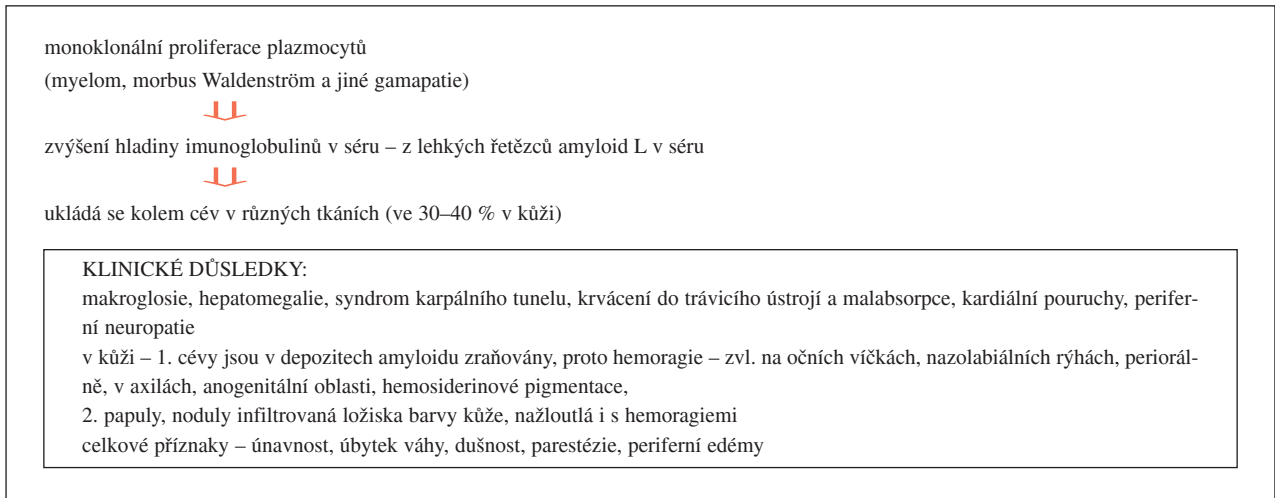 monoklonální proliferace plazmocytů
(myelom, morbus Waldenström a jiné gamapatie)
zvýšení hladiny imunoglobulinů v séru – z lehkých řetězců amyloid L v séru
ukládá se kolem cév v různých tkáních (ve 30–40 % v kůži)
KLINICKÉ DŮSLEDKY:
makroglosie, hepatomegalie, syndrom karpálního tunelu, krvácení do trávicího ústrojí a malabsorpce, kardiální pouruchy, perifer-
ní neuropatie
v kůži – 1. cévy jsou v depozitech amyloidu zraňovány, proto hemoragie – zvl. na očních víčkách, nazolabiálních rýhách, periorál-
ně, v axilách, anogenitální oblasti, hemosiderinové pigmentace,
2. papuly, noduly infiltrovaná ložiska barvy kůže, nažloutlá i s hemoragiemi
celkové příznaky – únavnost, úbytek váhy, dušnost, parestézie, periferní edémy